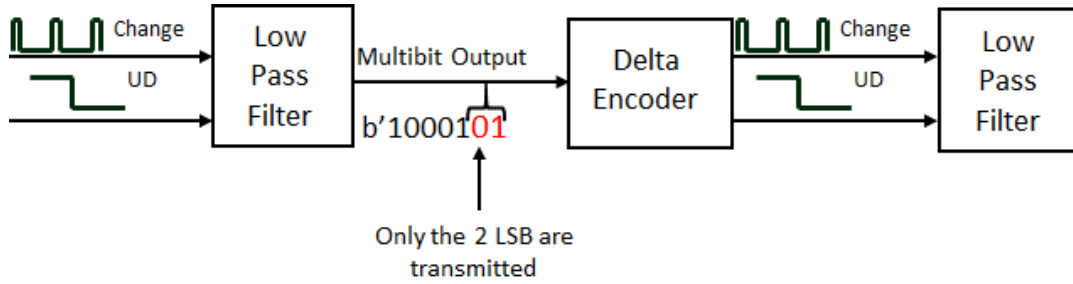 Change
UD
Low
Pass
Filter
Multibit Output
b'1000101
Only the 2 LSB are
transmitted
Delta
Encoder
Change
UD
Low
Pass
Filter